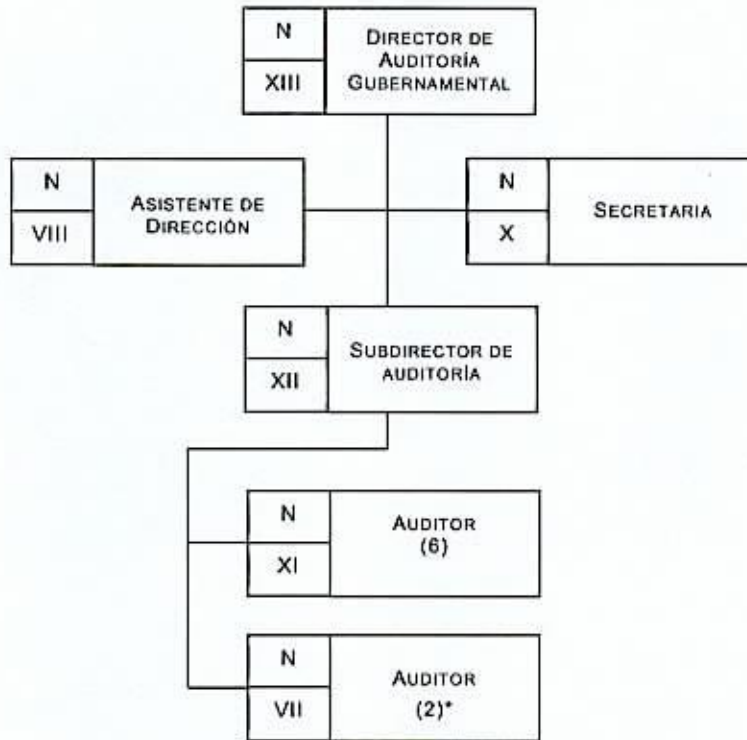 N
XIII
DIRECTOR DE
AUDITORÍA
GUBERNAMENTAL
N
VIII
ASISTENTE DE
DIRECCIÓN
N
X
SECRETARIA
N
XII
SUBDIRECTOR DE
AUDITORÍA
N
XI
AUDITOR
(6)
N
VII
AUDITOR
(2)*